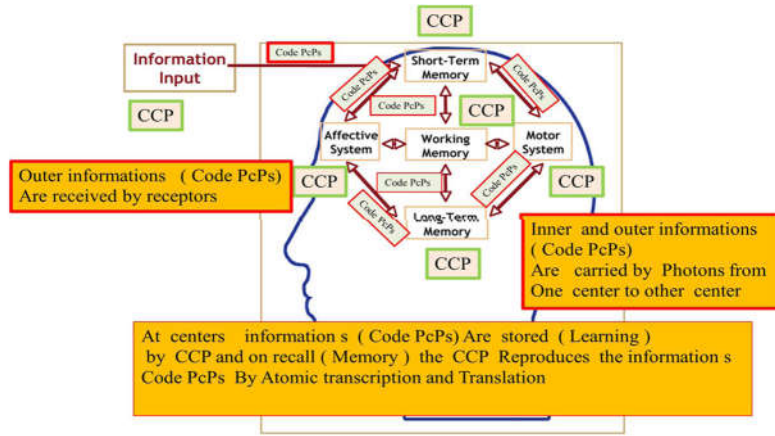 CCP
Code PcPs
Information
Input
Short-Term
Memory
Code PcPs
Code PcPs
Code PcPs
CCP
CCP
Affective
System
Working
Memory
Motor
System
Outer informations ( Code PcPs)
Are received by receptors
CCP
Code PcPs
Code PcPs
CCP
Code PcPs
Long-Term
Memory
Inner and outer informations
( Code PcPs)
Are carried by Photons from
One center to other center
CCP
At centers information s ( Code PcPs) Are stored ( Learning )
by CCP and on recall ( Memory ) the CCP Reproduces the information s
Code PcPs By Atomic transcription and Translation